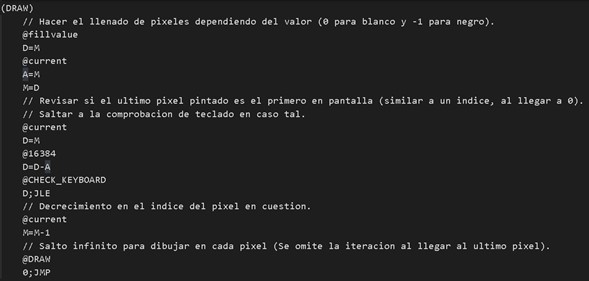 (DRAW)
// Hacer el llenado de pixeles dependiendo del valor (0 para blanco y -1 para negro).
@fillvalue
D=M
@current
A=M
M=D
// Revisar si el ultimo pixel pintado es el primero en pantalla (similar a un indice, al llegar a 0).
// Saltar a la comprobacion de teclado en caso tal.
@current
D=M
@16384
D=D-A
@CHECK_KEYBOARD
D;JLE
// Decrecimiento en el indice del pixel en cuestion.
@current
M=M-1
// Salto infinito para dibujar en cada pixel (Se omite la iteracion al llegar al ultimo pixel).
@DRAW
0;JMP